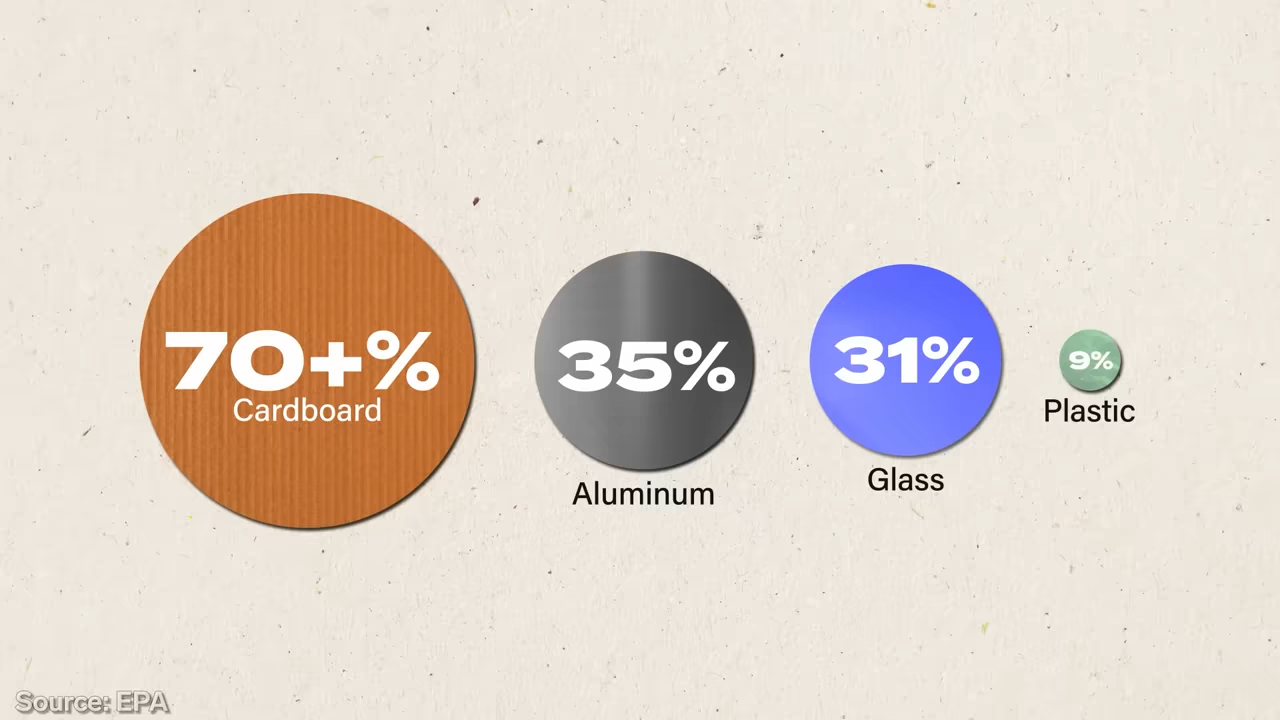 70+%
Cardboard
35%
Aluminum
31%
Glass
9%
Plastic
Source: EPA